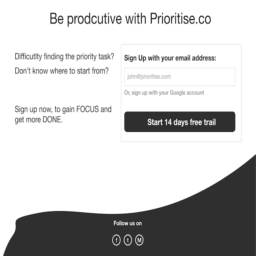 Be prodcutive with Prioritise.co
Difficutlty finding the priority task?
Don't know where to start from?
Sign up now, to gain FOCUS and
get more DONE.
Sign Up with your email address:
john@prioritise.com
Or, sign up with your Google account
Start 14 days free trail
Follow us on
f t M